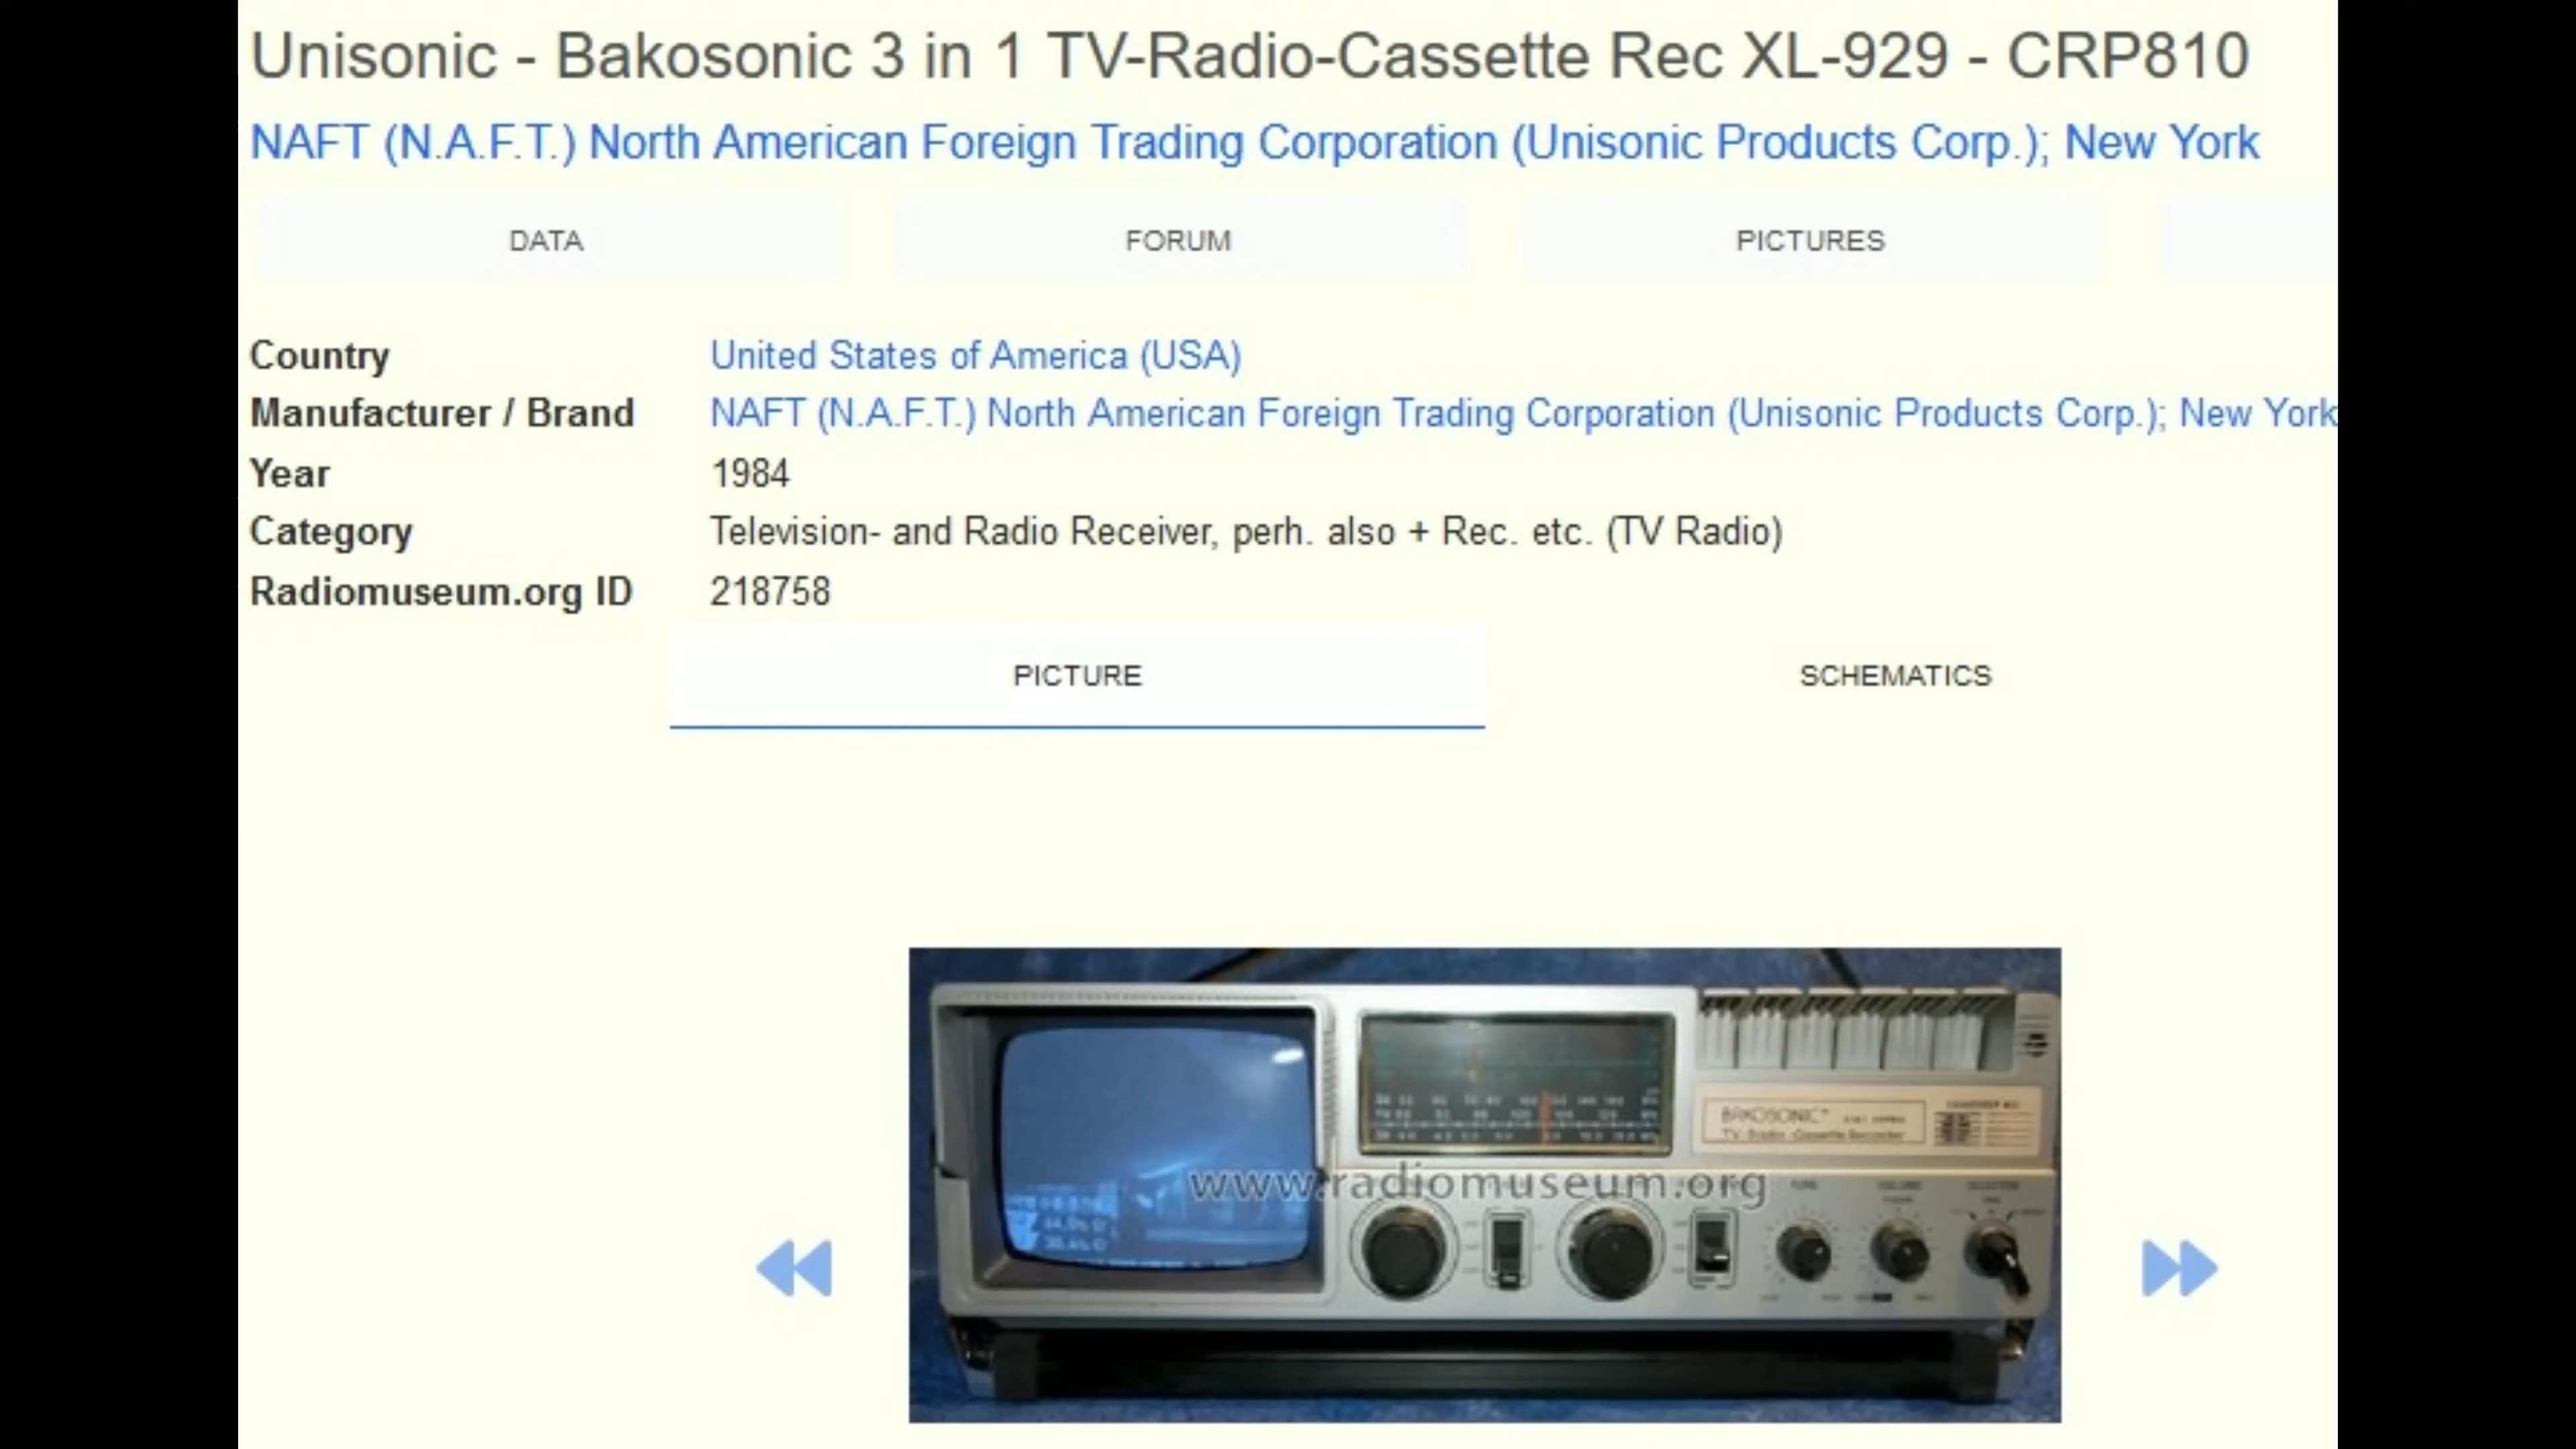 Unisonic - Bakosonic 3 in 1 TV-Radio-Cassette Rec XL-929 - CRP810
NAFT (N.A.F.T.) North American Foreign Trading Corporation (Unisonic Products Corp.); New York
DATA FORUM PICTURES
Country United States of America (USA)
Manufacturer / Brand NAFT (N.A.F.T.) North American Foreign Trading Corporation (Unisonic Products Corp.); New York
Year 1984
Category Television- and Radio Receiver, perh. also + Rec. etc. (TV Radio)
Radiomuseum.org ID 218758
PICTURE SCHEMATICS
BAKOSONIC
TV-Radio-Cassette Recorder
www.radiomuseum.org
TONE VOLUME SELECTOR